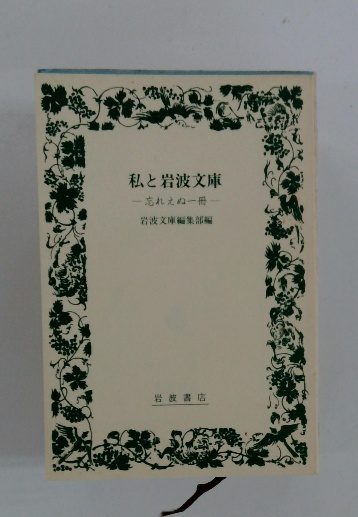 私と岩波文庫
—忘れえぬ一冊—
岩波文庫編集部編
岩波書店